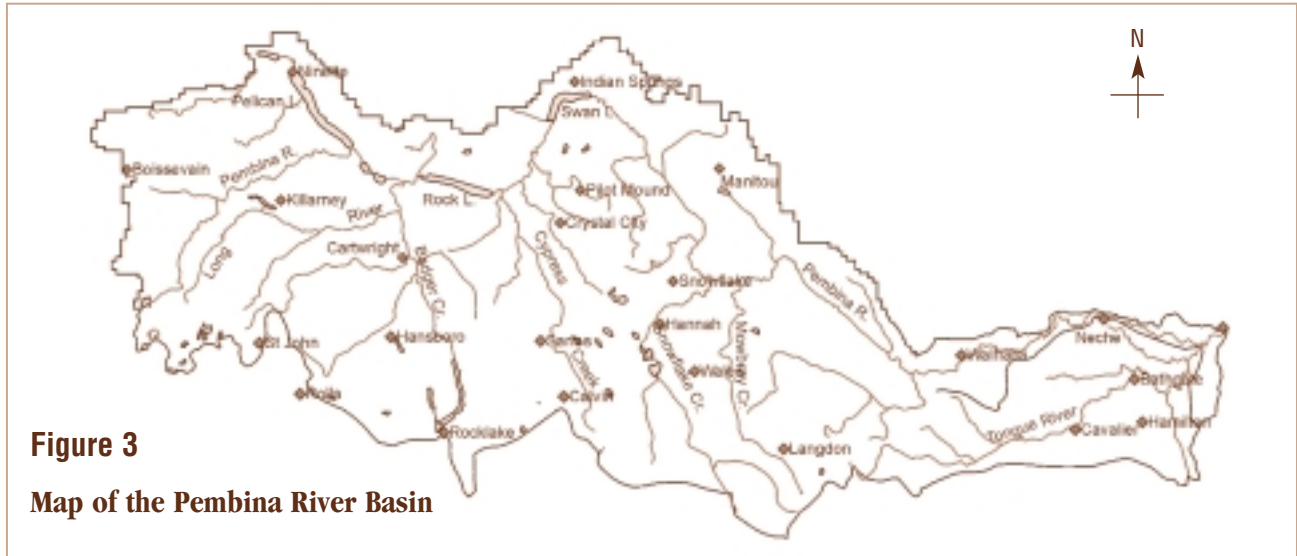 N
Ninette
Indian Springs
Pelican L.
Swan L.
Boissevain
Pembina R.
Manitou
Pilot Mound
Killarney
Rock L.
River
Crystal City
Long
Cartwright
Badger Cr.
Cypress
Snowflake
Pembina R.
Hannah
Neche
St John
Hansboro
Sarles
Mowbray Cr.
Walhalla
Wales
Snowflake Cr.
Bathgate
Rolla
Creek
Calvin
Tongue River
Hamilton
Cavalier
Rocklake
Langdon
Figure 3
Map of the Pembina River Basin